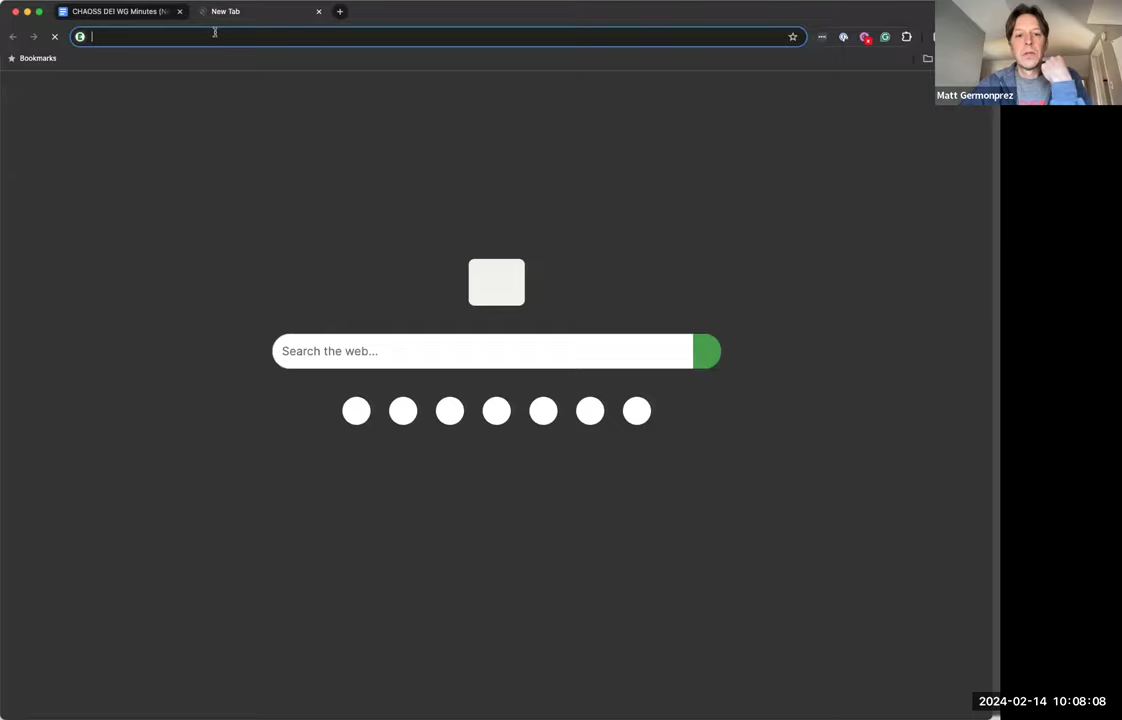 CHAOSS DEI WG Minutes (N
New Tab
Bookmarks
Matt Germonprez
Search the web...
2024-02-14 10:08:08